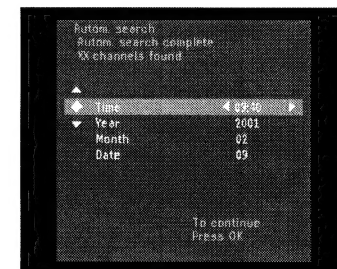 Autom. search
Autom. search complete
XX channels found
Time 09:40
Year 2001
Month 02
Date 09
To continue
Press OK